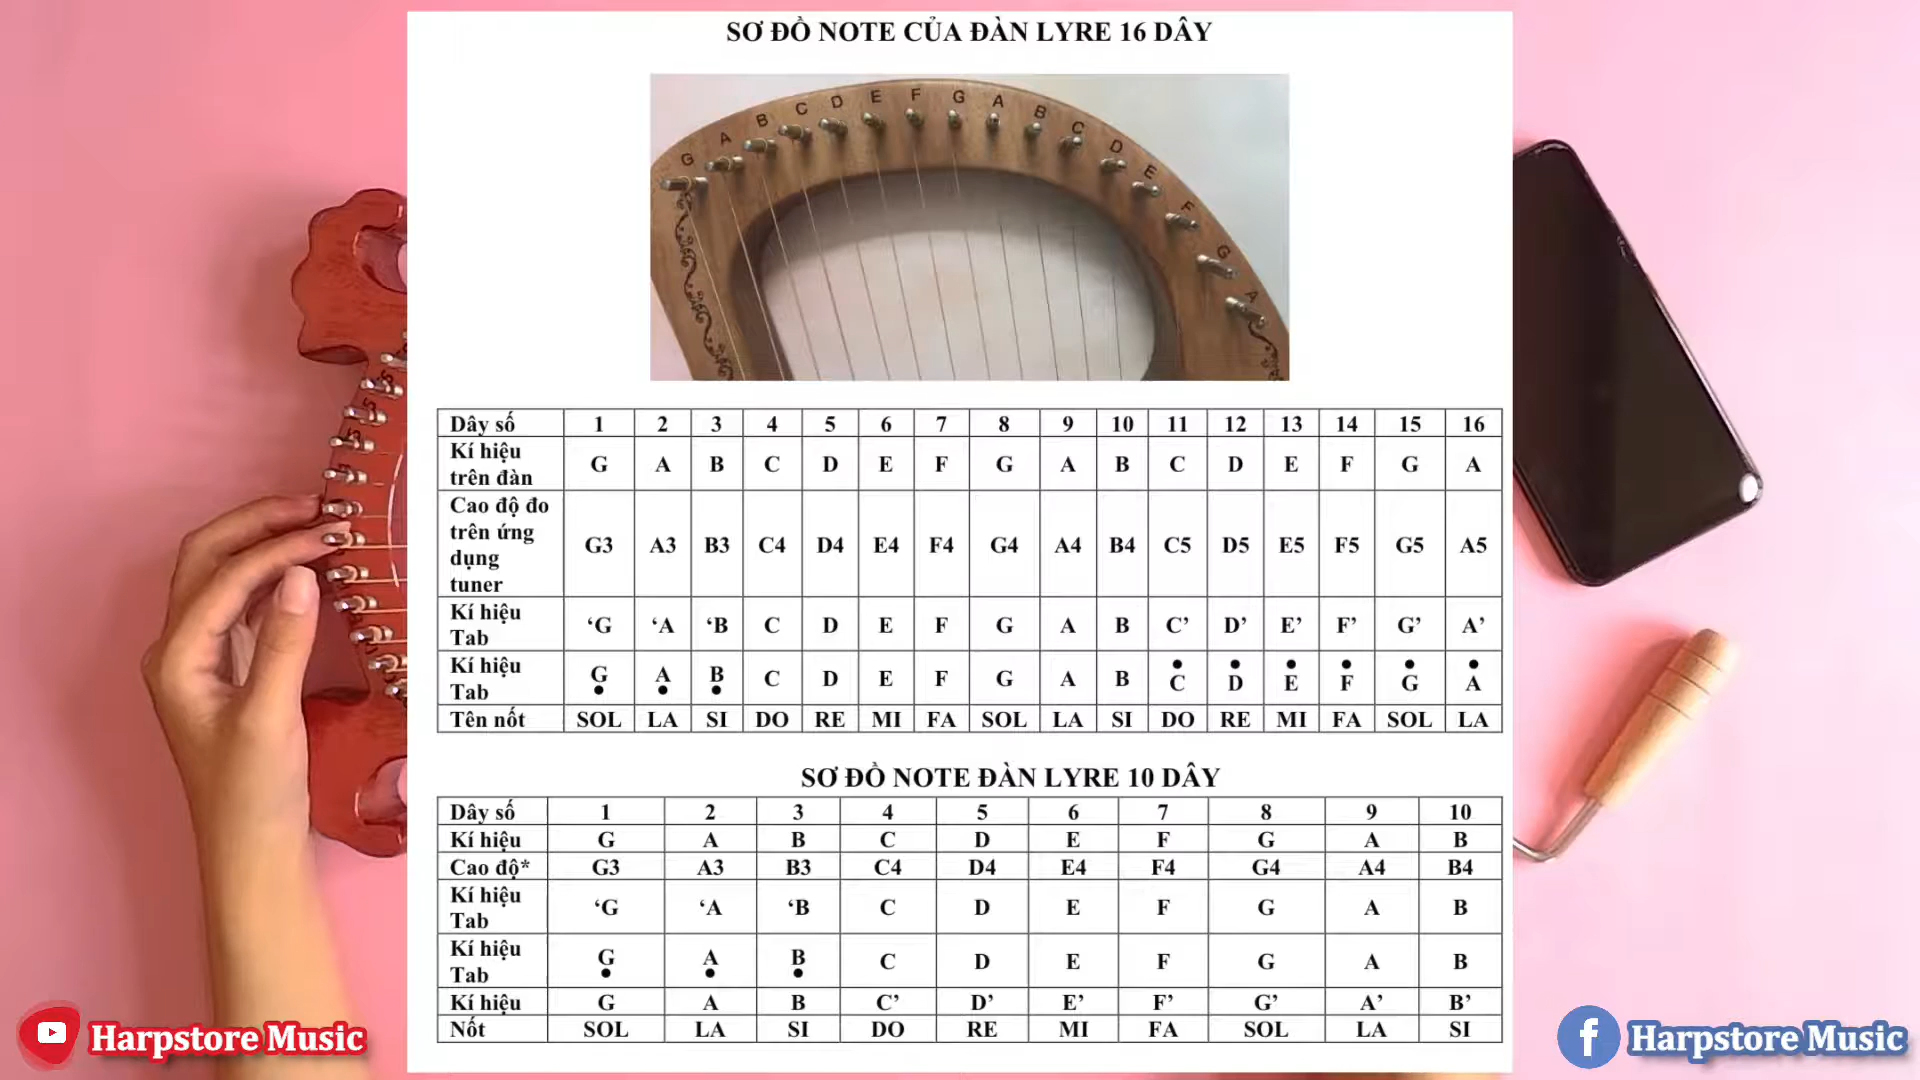 SƠ ĐỒ NOTE CỦA ĐÀN LYRE 16 DÂY
G A B C D E F G A B C D E F G A
Dây số 1 2 3 4 5 6 7 8 9 10 11 12 13 14 15 16
Kí hiệu
trên đàn G A B C D E F G A B C D E F G A
Cao độ đo
trên ứng
dụng
tuner G3 A3 B3 C4 D4 E4 F4 G4 A4 B4 C5 D5 E5 F5 G5 A5
Kí hiệu
Tab ‘G ‘A ‘B C D E F G A B C’ D’ E’ F’ G’ A’
Kí hiệu
Tab G̣ Ạ Ḅ C D E F G A B Ċ Ḋ Ė Ḟ Ġ Ȧ
Tên nốt SOL LA SI DO RE MI FA SOL LA SI DO RE MI FA SOL LA
SƠ ĐỒ NOTE ĐÀN LYRE 10 DÂY
Dây số 1 2 3 4 5 6 7 8 9 10
Kí hiệu G A B C D E F G A B
Cao độ* G3 A3 B3 C4 D4 E4 F4 G4 A4 B4
Kí hiệu
Tab ‘G ‘A ‘B C D E F G A B
Kí hiệu
Tab G̣ Ạ Ḅ C D E F G A B
Kí hiệu G A B C’ D’ E’ F’ G’ A’ B’
Nốt SOL LA SI DO RE MI FA SOL LA SI
Harpstore Music
f Harpstore Music